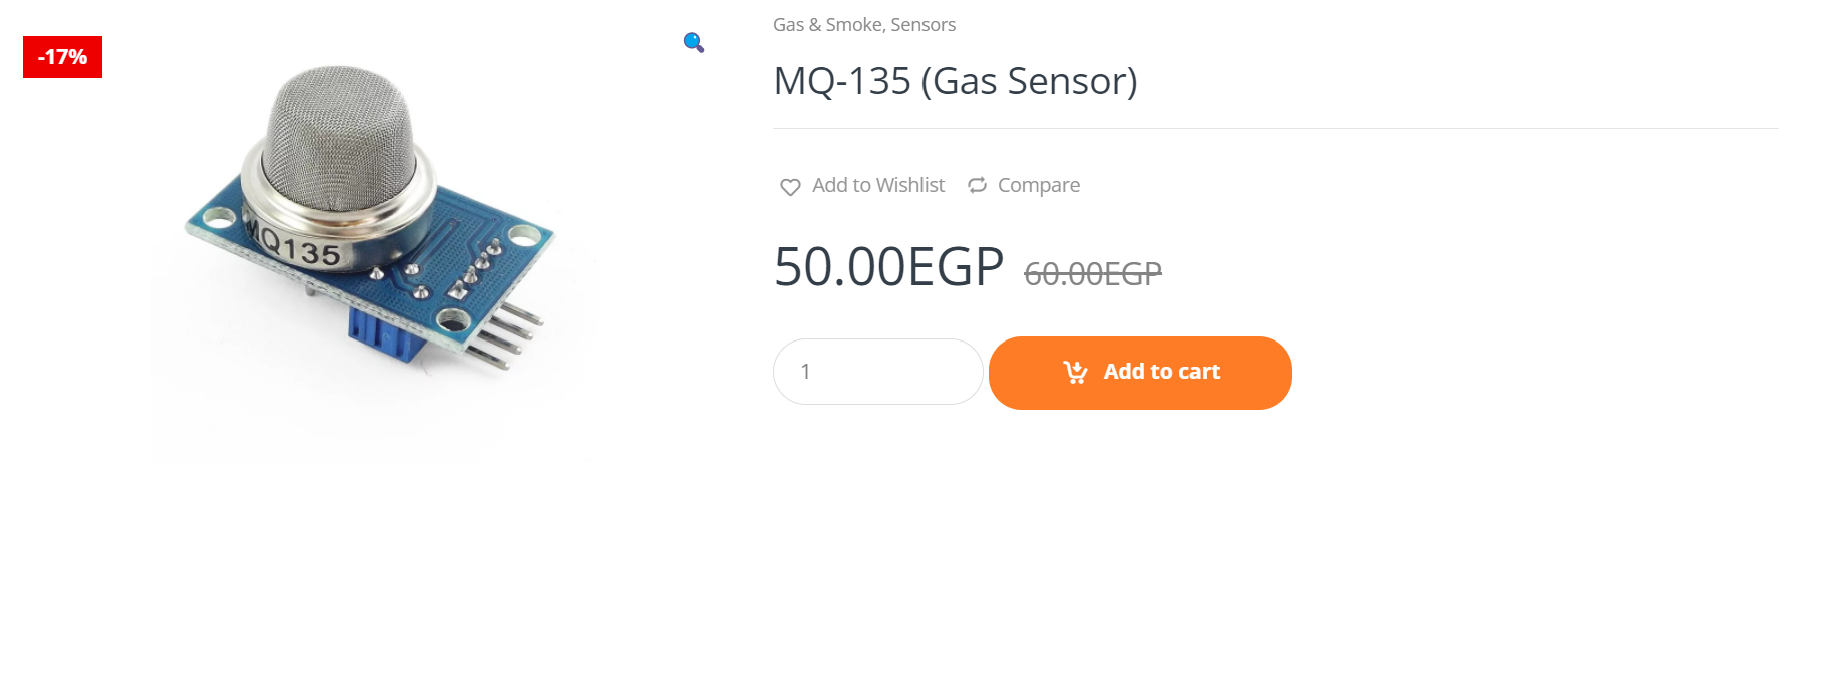 -17%
Gas & Smoke, Sensors
MQ-135 (Gas Sensor)
Add to Wishlist Compare
50.00EGP 60.00EGP
1 Add to cart
MQ135